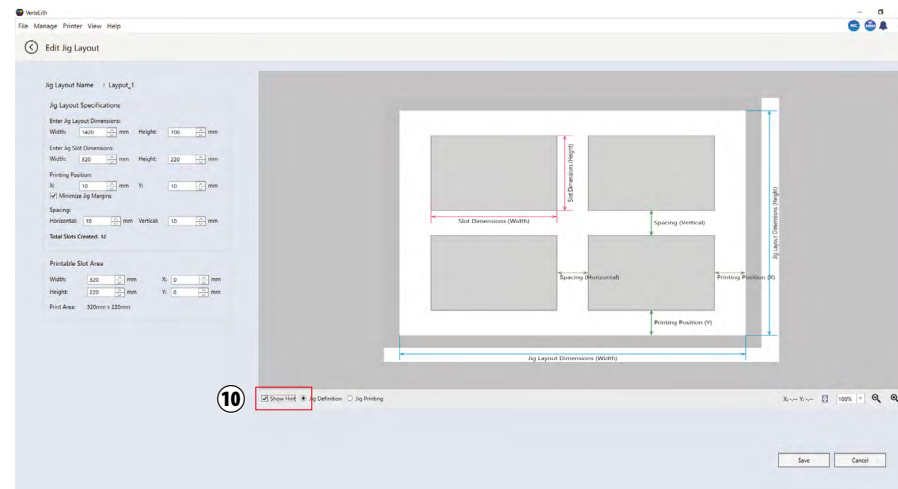 VerteLith
File Manage Printer View Help
MC
Edit Jig Layout
Jig Layout Name : Layput_1
Jig Layout Specifications
Enter Jig Layout Dimensions:
Width: 1420 mm Height: 700 mm
Enter Jig Slot Dimensions:
Width: 320 mm Height: 220 mm
Printing Position:
X: 10 mm Y: 10 mm
Minimize Jig Margins
Spacing:
Horizontal: 10 mm Vertical: 10 mm
Total Slots Created: 12
Printable Slot Area
Width: 320 mm X: 0 mm
Height: 220 mm Y: 0 mm
Print Area: 320mm x 220mm
Slot Dimensions (Height)
Slot Dimensions (Width)
Spacing (Vertical)
Jig Layout Dimensions (Height)
Spacing (Horizontal)
Printing Position (X)
Printing Position (Y)
Jig Layout Dimensions (Width)
10 Show Hint Jig Definition Jig Printing
X: -.-- Y: -.-- 100%
Save Cancel